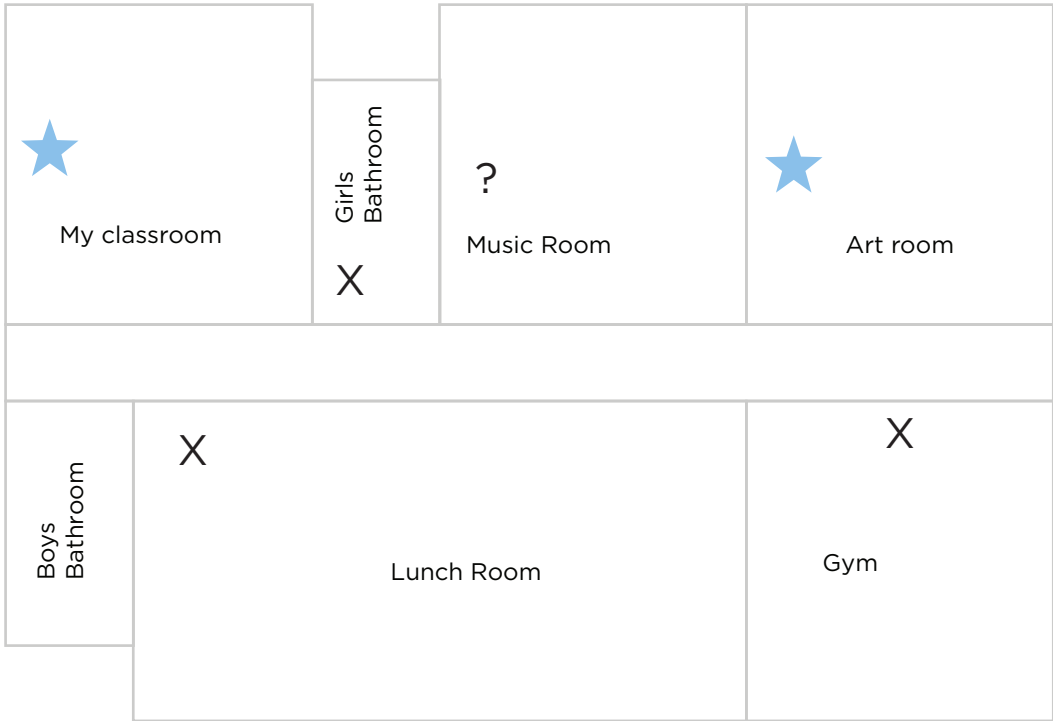 My classroom
Girls
Bathroom
X
?
Music Room
Art room
Boys
Bathroom
X
Lunch Room
X
Gym